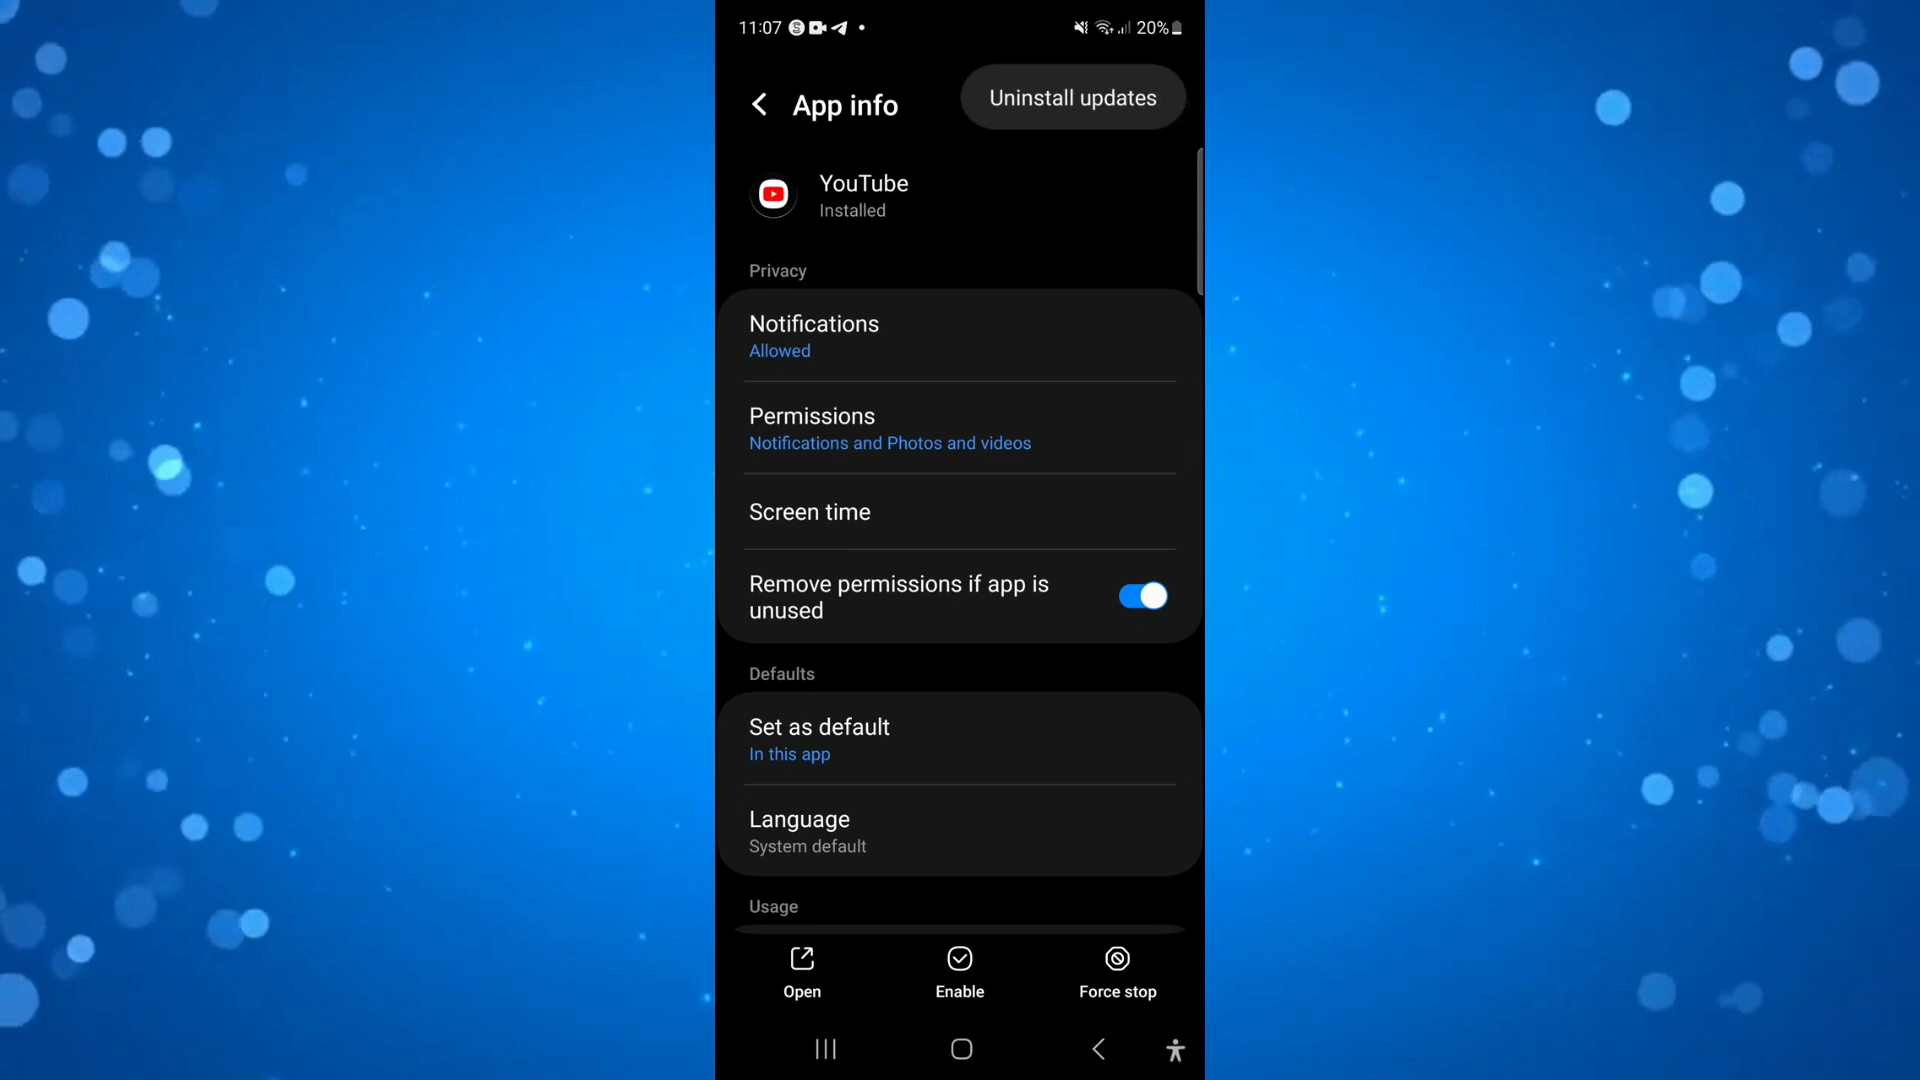 11:07
20%
App info
Uninstall updates
YouTube
Installed
Privacy
Notifications
Allowed
Permissions
Notifications and Photos and videos
Screen time
Remove permissions if app is
unused
Defaults
Set as default
In this app
Language
System default
Usage
Open
Enable
Force stop